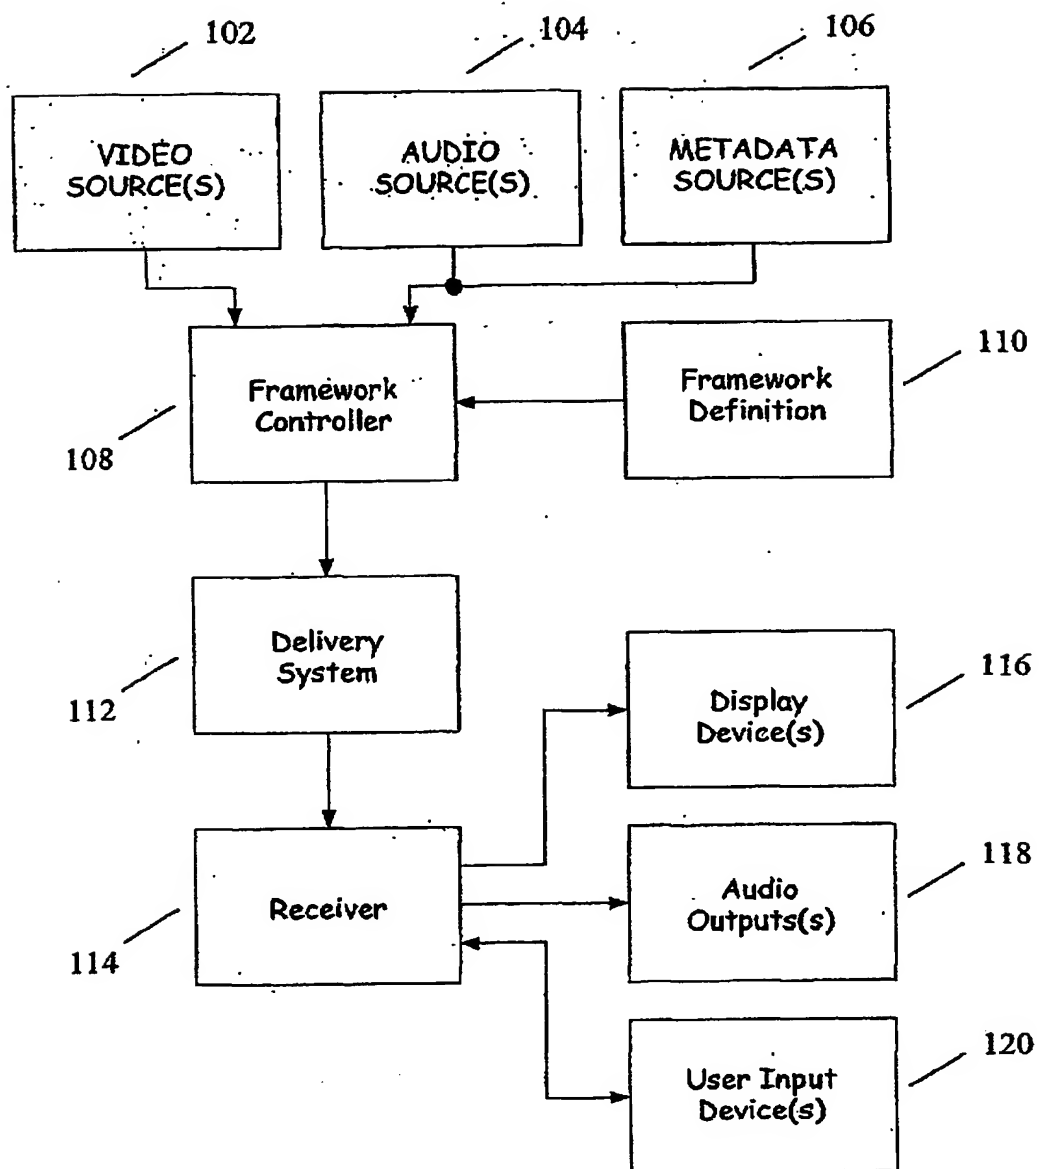 102
104
106
VIDEO
SOURCE(S)
AUDIO
SOURCE(S)
METADATA
SOURCE(S)
110
Framework
Controller
Framework
Definition
108
Delivery
System
112
116
Display
Device(s)
118
Receiver
Audio
Outputs(s)
114
120
User Input
Device(s)